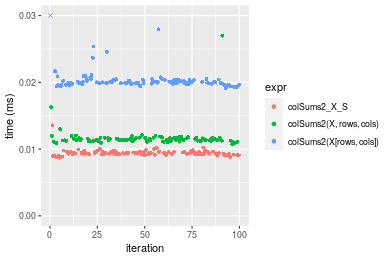 0.03
0.02
0.01
0.00
time (ms)
0
25
50
75
100
iteration
expr
colSums2_X_S
colSums2(X, rows, cols)
colSums2(X[rows, cols])